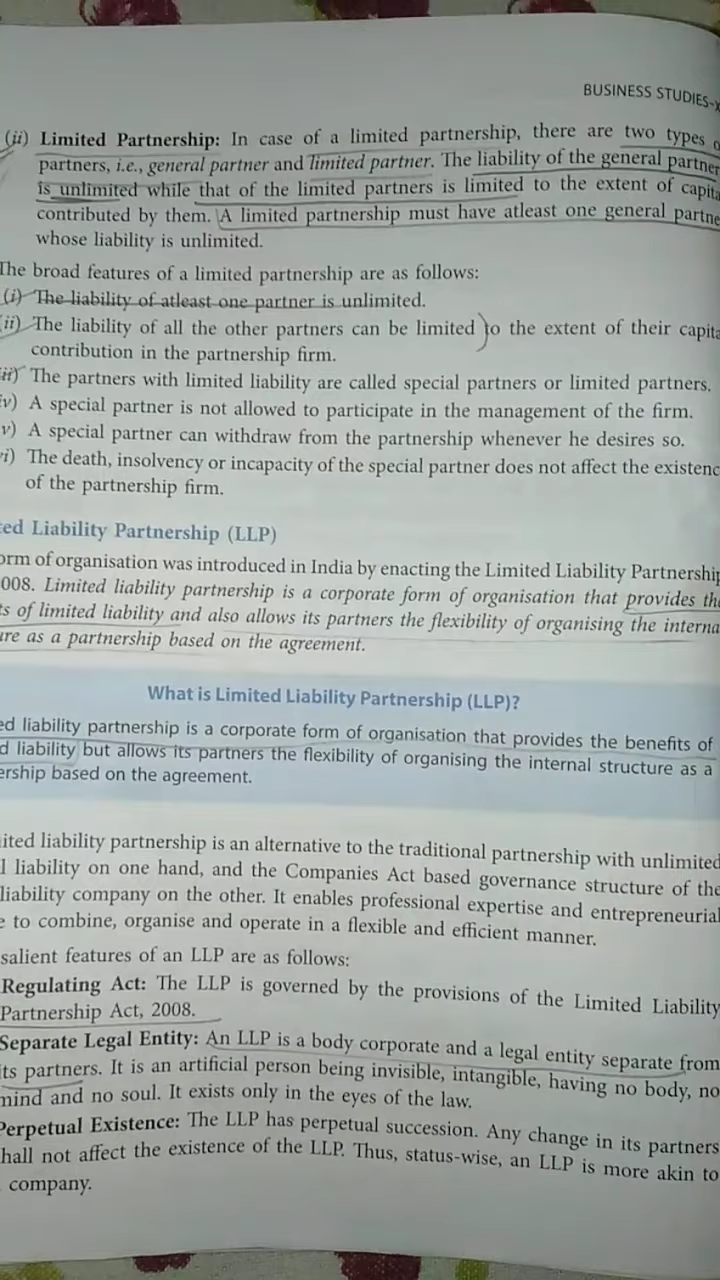 BUSINESS STUDIES-
(ii) Limited Partnership: In case of a limited partnership, there are two types
partners, i.e., general partner and limited partner. The liability of the general partner
is unlimited while that of the limited partners is limited to the extent of capita
contributed by them. A limited partnership must have atleast one general partne
whose liability is unlimited.
The broad features of a limited partnership are as follows:
(i) The liability of atleast one partner is unlimited.
ii) The liability of all the other partners can be limited to the extent of their capita
contribution in the partnership firm.
ii) The partners with limited liability are called special partners or limited partners.
iv) A special partner is not allowed to participate in the management of the firm.
v) A special partner can withdraw from the partnership whenever he desires so.
vi) The death, insolvency or incapacity of the special partner does not affect the existenc
of the partnership firm.
ted Liability Partnership (LLP)
orm of organisation was introduced in India by enacting the Limited Liability Partnership
008. Limited liability partnership is a corporate form of organisation that provides the
ts of limited liability and also allows its partners the flexibility of organising the interna
ure as a partnership based on the agreement.
What is Limited Liability Partnership (LLP)?
ed liability partnership is a corporate form of organisation that provides the benefits of
d liability but allows its partners the flexibility of organising the internal structure as a
ership based on the agreement.
ited liability partnership is an alternative to the traditional partnership with unlimited
l liability on one hand, and the Companies Act based governance structure of the
liability company on the other. It enables professional expertise and entrepreneurial
e to combine, organise and operate in a flexible and efficient manner.
salient features of an LLP are as follows:
Regulating Act: The LLP is governed by the provisions of the Limited Liability
Partnership Act, 2008.
Separate Legal Entity: An LLP is a body corporate and a legal entity separate from
its partners. It is an artificial person being invisible, intangible, having no body, no
mind and no soul. It exists only in the eyes of the law.
Perpetual Existence: The LLP has perpetual succession. Any change in its partners
hall not affect the existence of the LLP. Thus, status-wise, an LLP is more akin to
company.